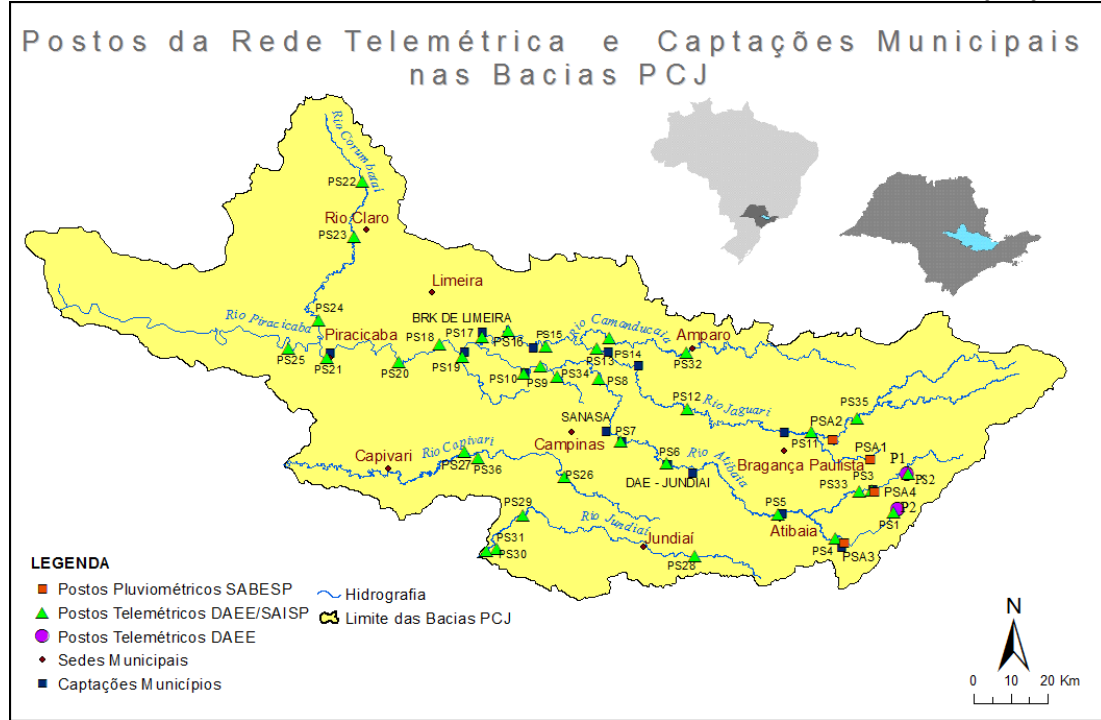 Postos da Rede Telemétrica e Captações Municipais
nas Bacias PCJ
Rio Corumbataí
PS22
Rio Claro
PS23
Limeira
PS24
Rio Piracicaba
Piracicaba
BRK DE LIMEIRA
PS17
PS16
PS15
Rio Camanducaí
Amparo
PS18
PS25
PS21
PS20
PS19
PS10
PS9
PS34
PS13
PS14
PS8
PS32
PS12
Rio Jaguari
PS35
PSA2
PS11
SANASA
PS7
Campinas
PS6
DAE - JUNDIAI
Rio Atibaia
Bragança Paulista
PSA1
P1
PS2
PS3
PS33
PSA4
P2
PS1
Rio Capivari
Capivari
PS27
PS36
PS26
PS5
Atibaia
PS4
PSA3
PS29
Rio Jundiaí
Jundiaí
PS31
PS30
PS28
LEGENDA
Postos Pluviométricos SABESP
Postos Telemétricos DAEE/SAISP
Postos Telemétricos DAEE
Sedes Municipais
Captações Municípios
Hidrografia
Limite das Bacias PCJ
N
0 10 20 Km